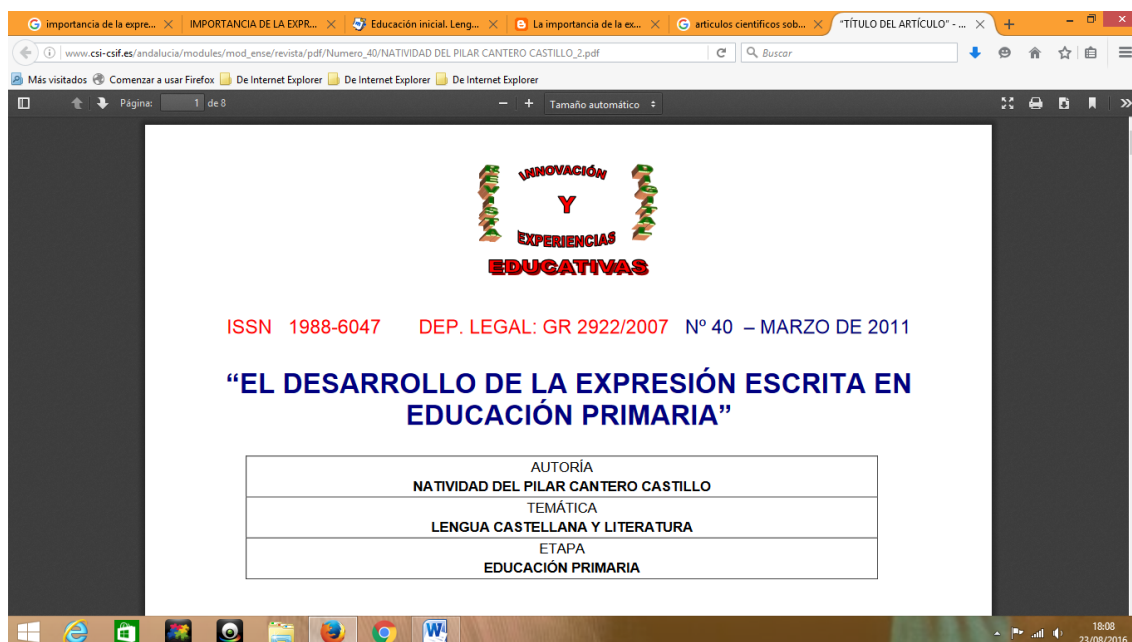 importancia de la expre...
IMPORTANCIA DE LA EXPR...
Educación inicial. Leng...
La importancia de la ex...
articulos cientificos sob...
"TÍTULO DEL ARTÍCULO" - ...
www.csi-csif.es/andalucia/modules/mod_ense/revista/pdf/Numero_40/NATIVIDAD DEL PILAR CANTERO CASTILLO_2.pdf
Buscar
Más visitados Comenzar a usar Firefox De Internet Explorer De Internet Explorer De Internet Explorer
Página: 1 de 8
Tamaño automático
REVISTA
INNOVACIÓN
Y
EXPERIENCIAS
DIGITAL
EDUCATIVAS
ISSN 1988-6047 DEP. LEGAL: GR 2922/2007 Nº 40 – MARZO DE 2011
“EL DESARROLLO DE LA EXPRESIÓN ESCRITA EN
EDUCACIÓN PRIMARIA”
AUTORÍA
NATIVIDAD DEL PILAR CANTERO CASTILLO
TEMÁTICA
LENGUA CASTELLANA Y LITERATURA
ETAPA
EDUCACIÓN PRIMARIA
18:08
23/08/2016